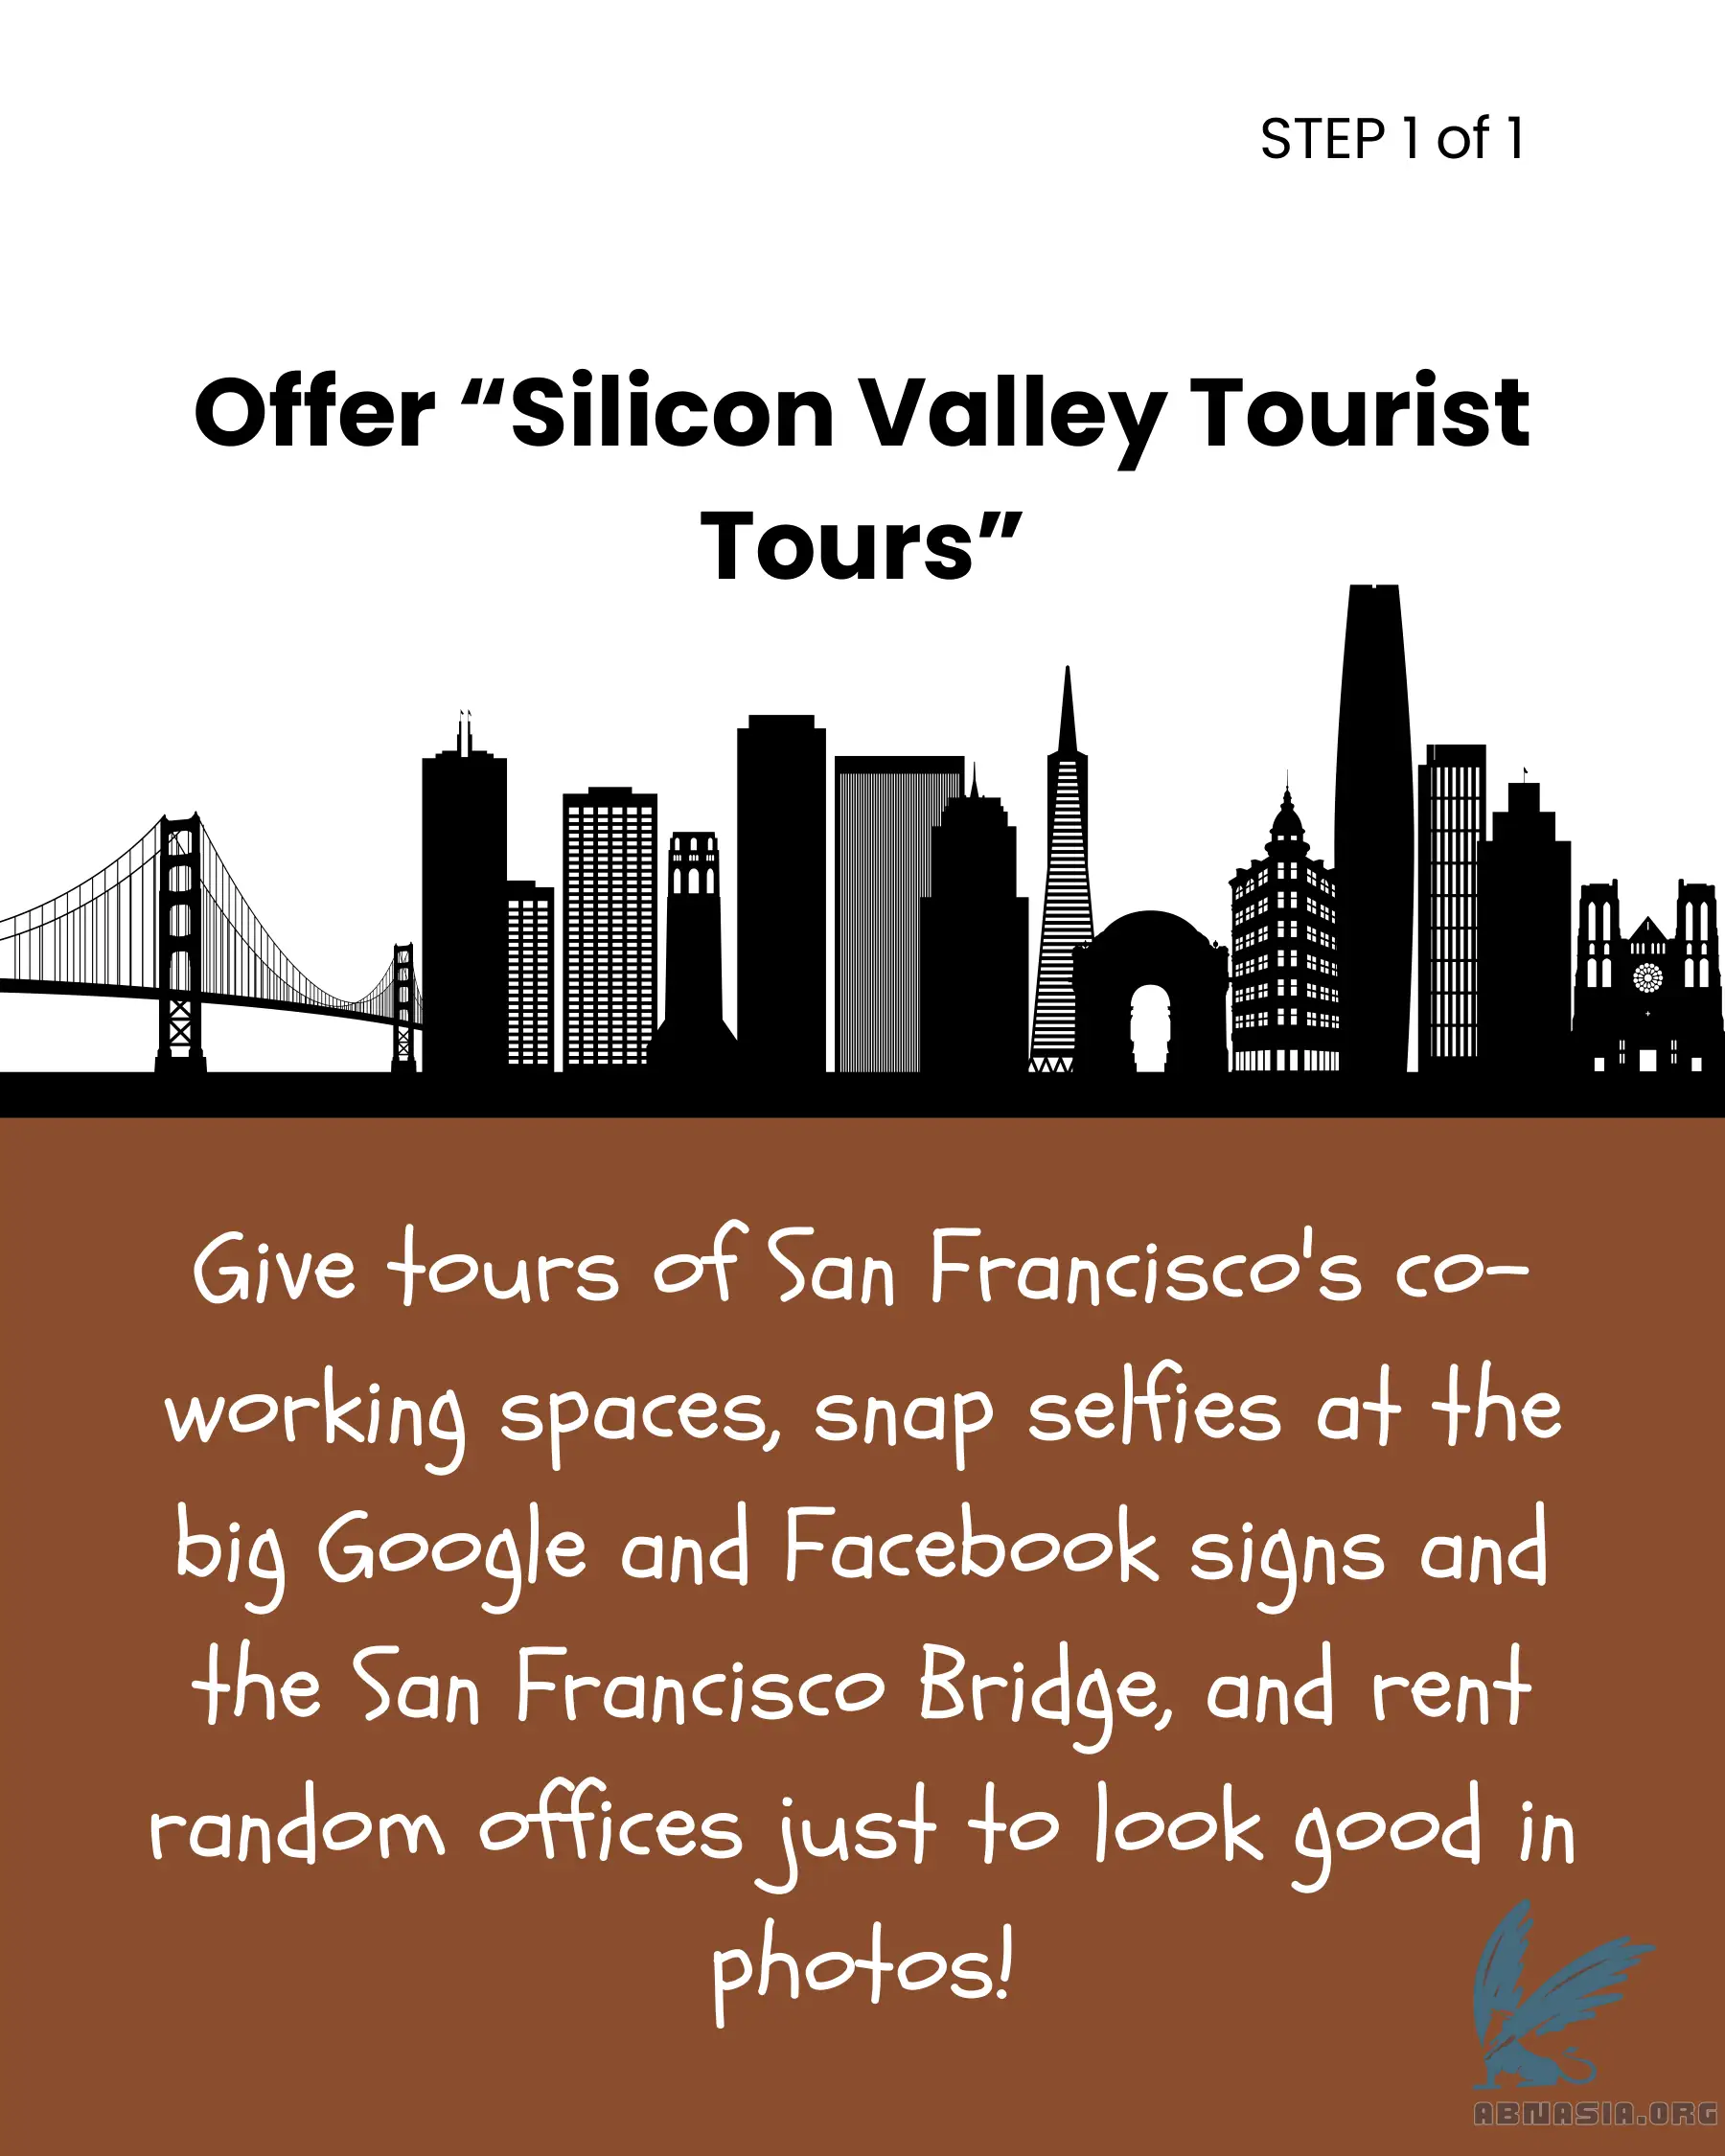 STEP 1 of 1
Offer “Silicon Valley Tourist
Tours”
Give tours of San Francisco's co-
working spaces, snap selfies at the
big Google and Facebook signs and
the San Francisco Bridge, and rent
random offices just to look good in
photos!
ABNASIA.ORG